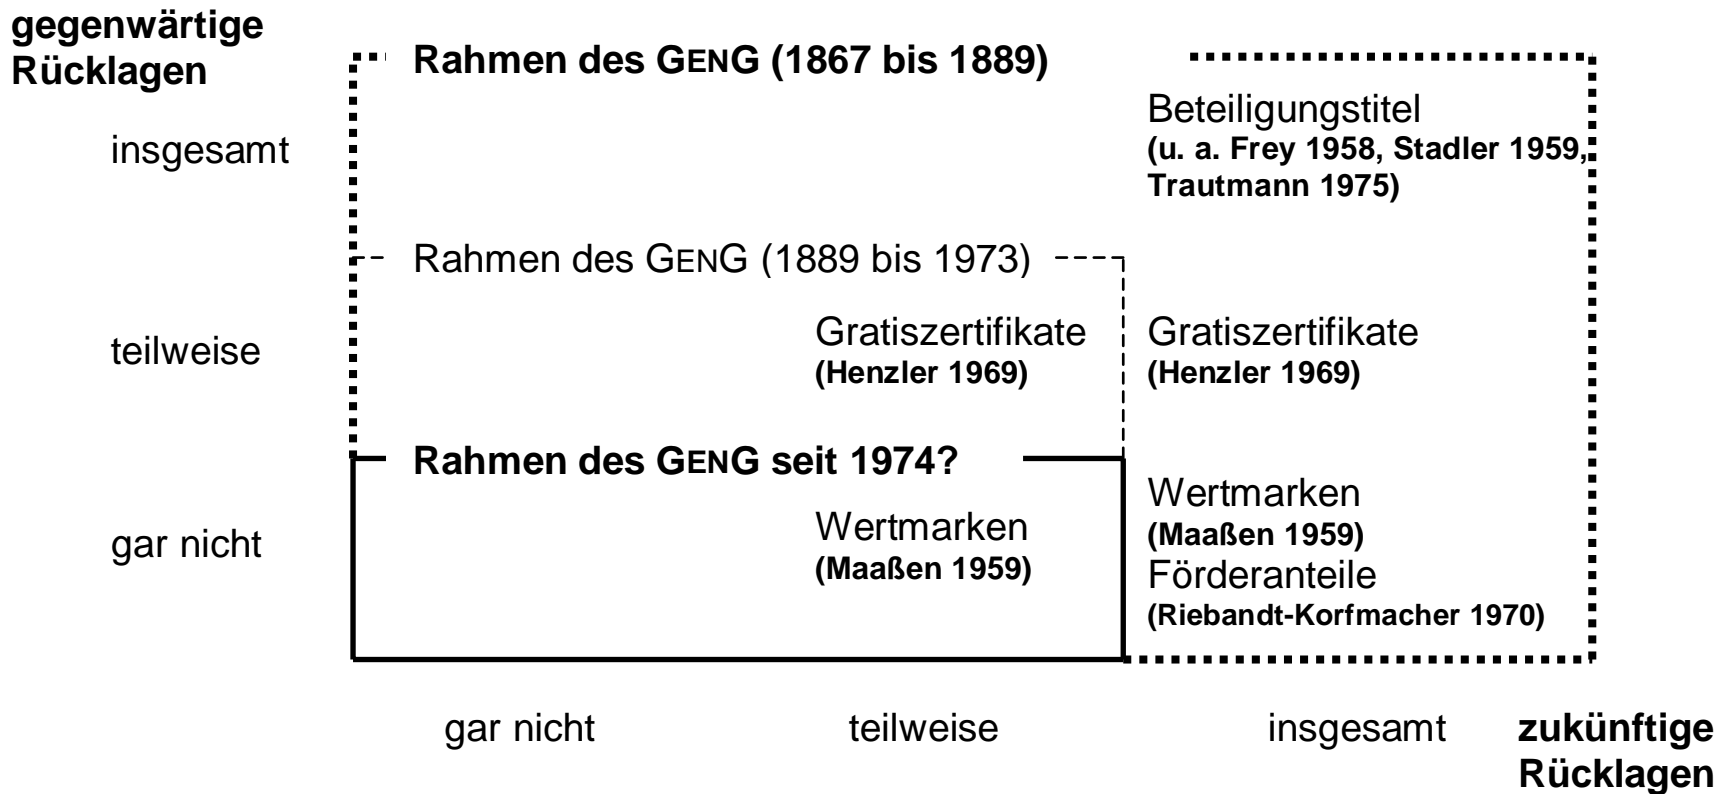 gegenwärtige
Rücklagen
Rahmen des GENG (1867 bis 1889)
insgesamt
Beteiligungstitel
(u. a. Frey 1958, Stadler 1959,
Trautmann 1975)
Rahmen des GENG (1889 bis 1973)
teilweise
Gratiszertifikate
(Henzler 1969)
Gratiszertifikate
(Henzler 1969)
Rahmen des GENG seit 1974?
gar nicht
Wertmarken
(Maaßen 1959)
Wertmarken
(Maaßen 1959)
Förderanteile
(Riebandt-Korfmacher 1970)
gar nicht
teilweise
insgesamt
zukünftige
Rücklagen